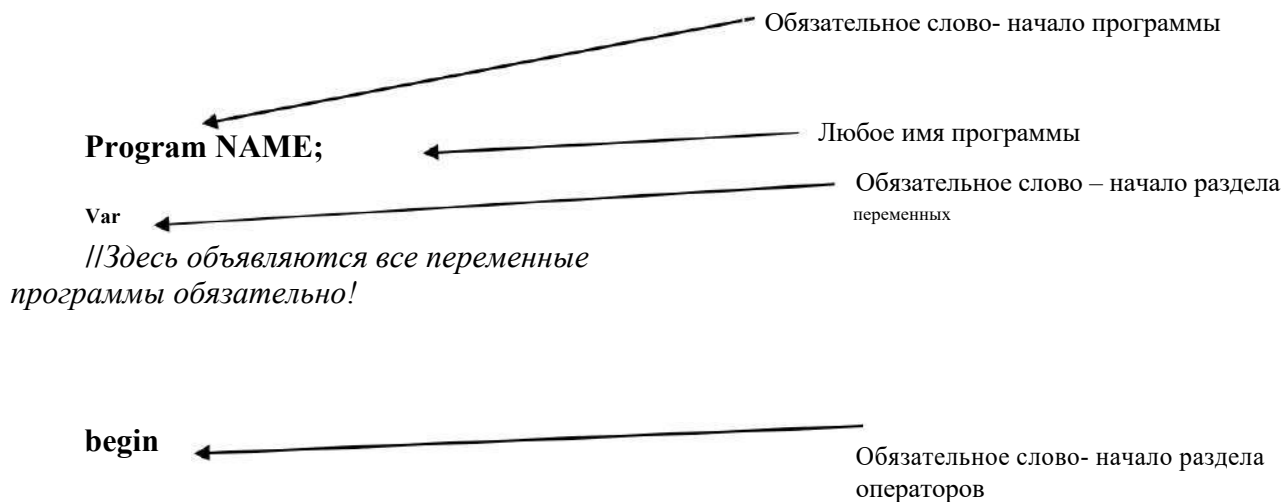 Обязательное слово- начало программы
Program NAME;
Любое имя программы
Обязательное слово – начало раздела
переменных
Var
//Здесь объявляются все переменные
программы обязательно!
begin
Обязательное слово- начало раздела
операторов